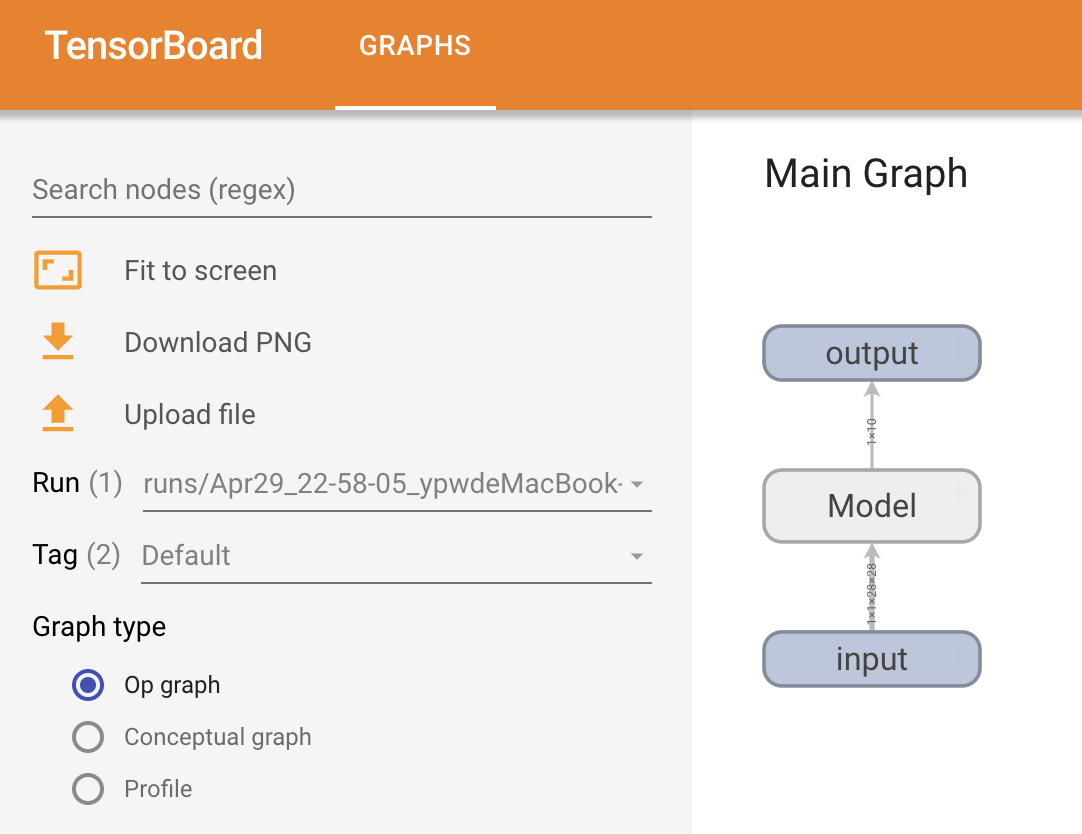 TensorBoard
GRAPHS
Search nodes (regex)
Fit to screen
Download PNG
Upload file
Run (1) runs/Apr29_22-58-05_ypwdeMacBook-
Tag (2) Default
Graph type
Op graph
Conceptual graph
Profile
Main Graph
output
1×10
Model
1×1×28×28
input